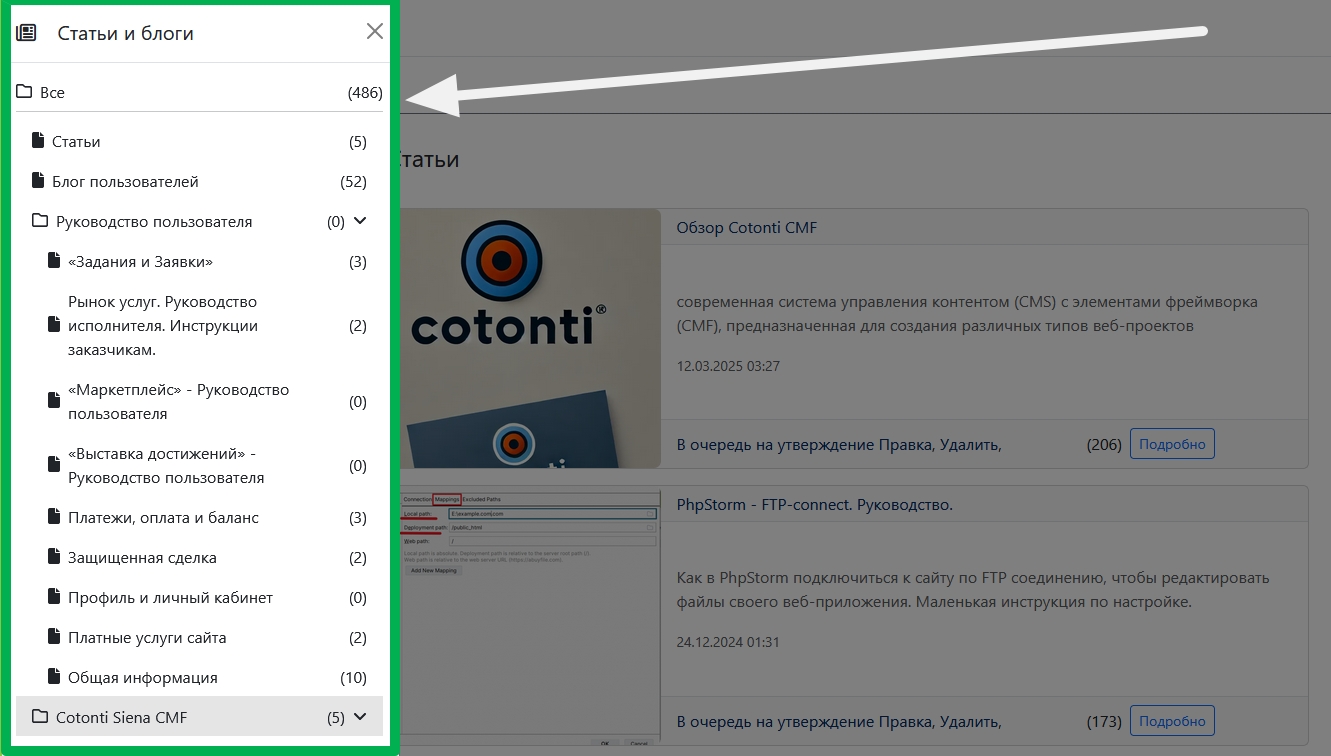 Статьи и блоги
Все (486)
Статьи (5)
Блог пользователей (52)
Руководство пользователя (0)
«Задания и Заявки» (3)
Рынок услуг. Руководство
исполнителя. Инструкции (2)
заказчикам.
«Маркетплейс» - Руководство
пользователя (0)
«Выставка достижений» -
Руководство пользователя (0)
Платежи, оплата и баланс (3)
Защищенная сделка (2)
Профиль и личный кабинет (0)
Платные услуги сайта (2)
Общая информация (10)
Cotonti Siena CMF (5)
татьи
cotonti®
Обзор Cotonti CMF
современная система управления контентом (CMS) с элементами фреймворка
(CMF), предназначенная для создания различных типов веб-проектов
12.03.2025 03:27
В очередь на утверждение Правка, Удалить, (206) Подробно
Connection Mappings Excluded Paths
Local path: E:\example.com\com
Deployment path: /public_html
Web path: /
Add New Mapping
OK Cancel
PhpStorm - FTP-connect. Руководство.
Как в PhpStorm подключиться к сайту по FTP соединению, чтобы редактировать
файлы своего веб-приложения. Маленькая инструкция по настройке.
24.12.2024 01:31
В очередь на утверждение Правка, Удалить, (173) Подробно